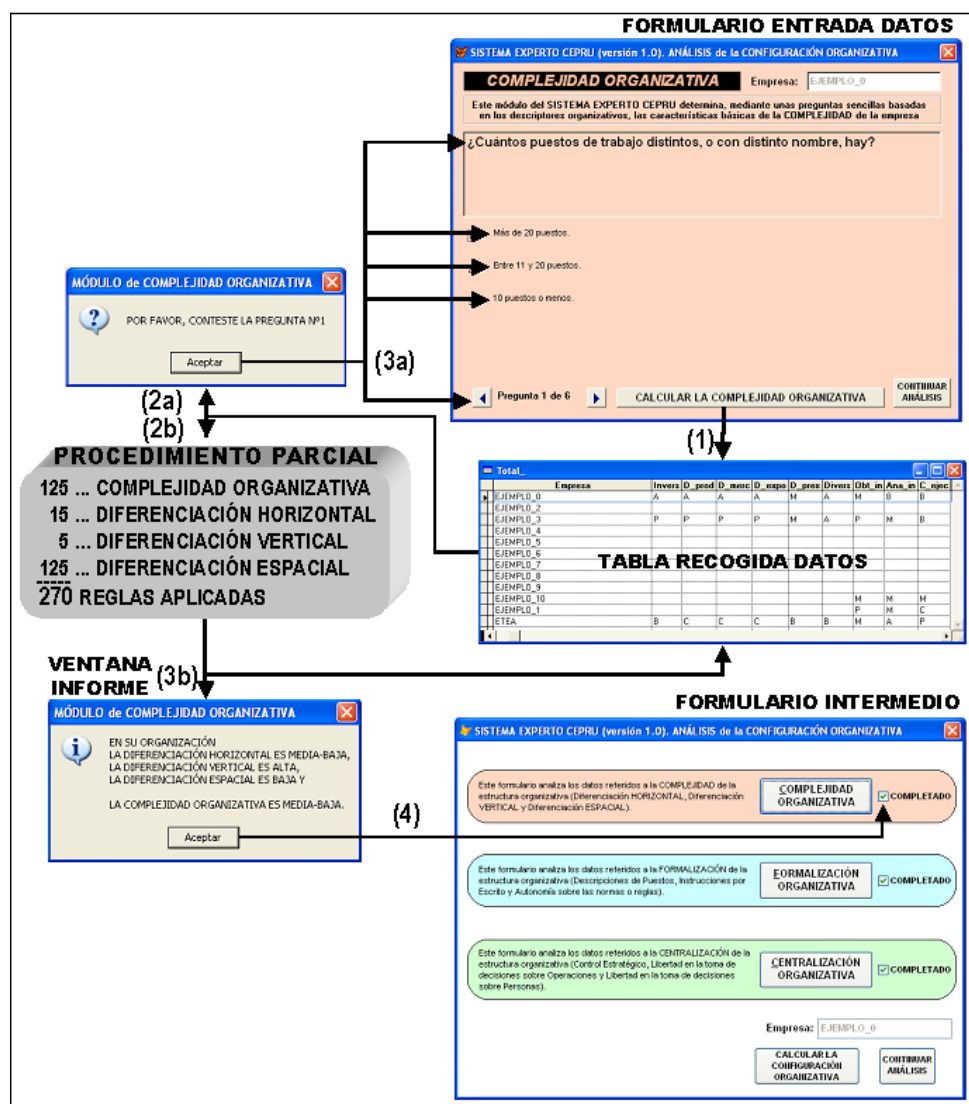 FORMULARIO ENTRADA DATOS
SISTEMA EXPERTO CEPRU (versión 1.0). ANÁLISIS de la CONFIGURACIÓN ORGANIZATIVA
COMPLEJIDAD ORGANIZATIVA
Empresa: EJEMPLO_0
Este módulo del SISTEMA EXPERTO CEPRU determina, mediante unas preguntas sencillas basadas
en los descriptores organizativos, las características básicas de la COMPLEJIDAD de la empresa
¿Cuántos puestos de trabajo distintos, o con distinto nombre, hay?
Más de 20 puestos.
Entre 11 y 20 puestos.
10 puestos o menos.
Pregunta 1 de 6
CALCULAR LA COMPLEJIDAD ORGANIZATIVA
CONTINUAR
ANÁLISIS
MÓDULO de COMPLEJIDAD ORGANIZATIVA
POR FAVOR, CONTESTE LA PREGUNTA Nº1
Aceptar
(3a)
(2a)
(2b)
(1)
PROCEDIMIENTO PARCIAL
125 ... COMPLEJIDAD ORGANIZATIVA
15 ... DIFERENCIACIÓN HORIZONTAL
5 ... DIFERENCIACIÓN VERTICAL
125 ... DIFERENCIACIÓN ESPACIAL
270 REGLAS APLICADAS
Total_
Empresa Invers D_prod D_merc D_expo D_pres Divers Obt_in Ana_in C_ejec
EJEMPLO_0 A A A A M A M B B
EJEMPLO_2
EJEMPLO_3 P P P P M A P M B
EJEMPLO_4
EJEMPLO_5
EJEMPLO_6
EJEMPLO_7
EJEMPLO_8
EJEMPLO_9
EJEMPLO_10 M M M
EJEMPLO_1 P M C
ETEA B C C C B B M A P
TABLA RECOGIDA DATOS
VENTANA
INFORME
(3b)
MÓDULO de COMPLEJIDAD ORGANIZATIVA
EN SU ORGANIZACIÓN
LA DIFERENCIACIÓN HORIZONTAL ES MEDIA-BAJA,
LA DIFERENCIACIÓN VERTICAL ES ALTA,
LA DIFERENCIACIÓN ESPACIAL ES BAJA Y
LA COMPLEJIDAD ORGANIZATIVA ES MEDIA-BAJA.
Aceptar
(4)
FORMULARIO INTERMEDIO
SISTEMA EXPERTO CEPRU (versión 1.0). ANÁLISIS de la CONFIGURACIÓN ORGANIZATIVA
Este formulario analiza los datos referidos a la COMPLEJIDAD de la
estructura organizativa (Diferenciación HORIZONTAL, Diferenciación
VERTICAL y Diferenciación ESPACIAL).
COMPLEJIDAD
ORGANIZATIVA
COMPLETADO
Este formulario analiza los datos referidos a la FORMALIZACIÓN de la
estructura organizativa (Descripciones de Puestos, Instrucciones por
Escrito y Autonomía sobre las normas o reglas).
FORMALIZACIÓN
ORGANIZATIVA
COMPLETADO
Este formulario analiza los datos referidos a la CENTRALIZACIÓN de la
estructura organizativa (Control Estratégico, Libertad en la toma de
decisiones sobre Operaciones y Libertad en la toma de decisiones
sobre Personas).
CENTRALIZACIÓN
ORGANIZATIVA
COMPLETADO
Empresa: EJEMPLO_0
CALCULAR LA
CONFIGURACIÓN
ORGANIZATIVA
CONTINUAR
ANÁLISIS